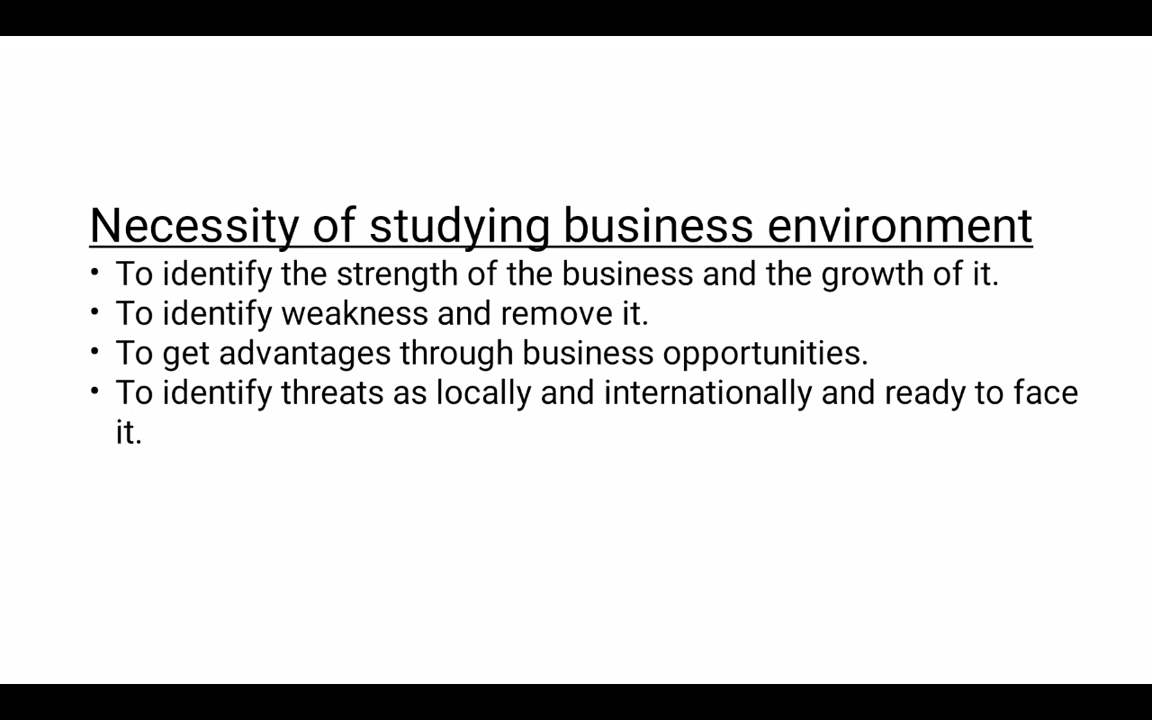 Necessity of studying business environment
• To identify the strength of the business and the growth of it.
• To identify weakness and remove it.
• To get advantages through business opportunities.
• To identify threats as locally and internationally and ready to face
it.